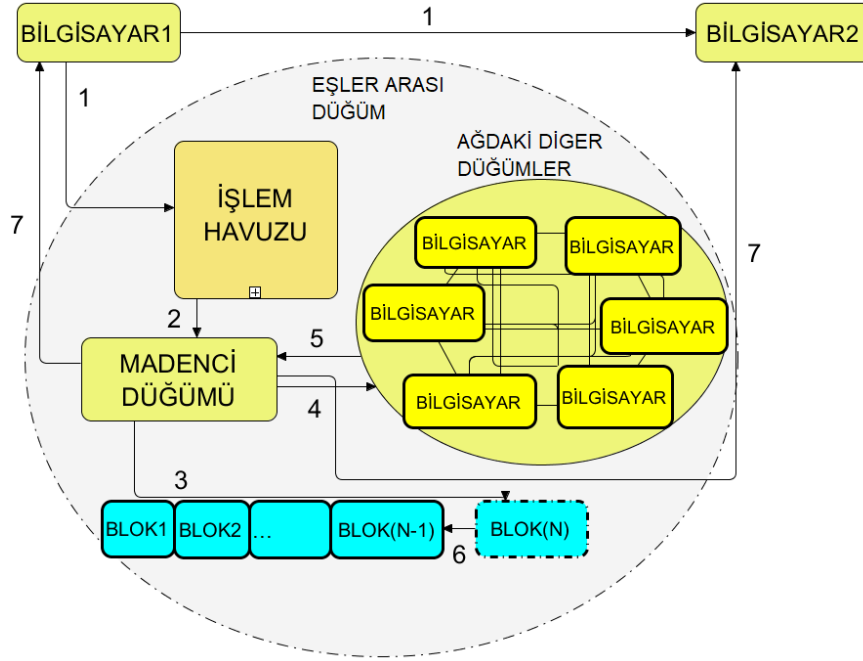 BİLGİSAYAR1
1
BİLGİSAYAR2
1
EŞLER ARASI
DÜĞÜM
AĞDAKİ DİGER
DÜĞÜMLER
İŞLEM
HAVUZU
7
7
BİLGİSAYAR
BİLGİSAYAR
BİLGİSAYAR
BİLGİSAYAR
BİLGİSAYAR
BİLGİSAYAR
2
5
MADENCİ
DÜĞÜMÜ
4
3
BLOK1
BLOK2
...
BLOK(N-1)
6
BLOK(N)